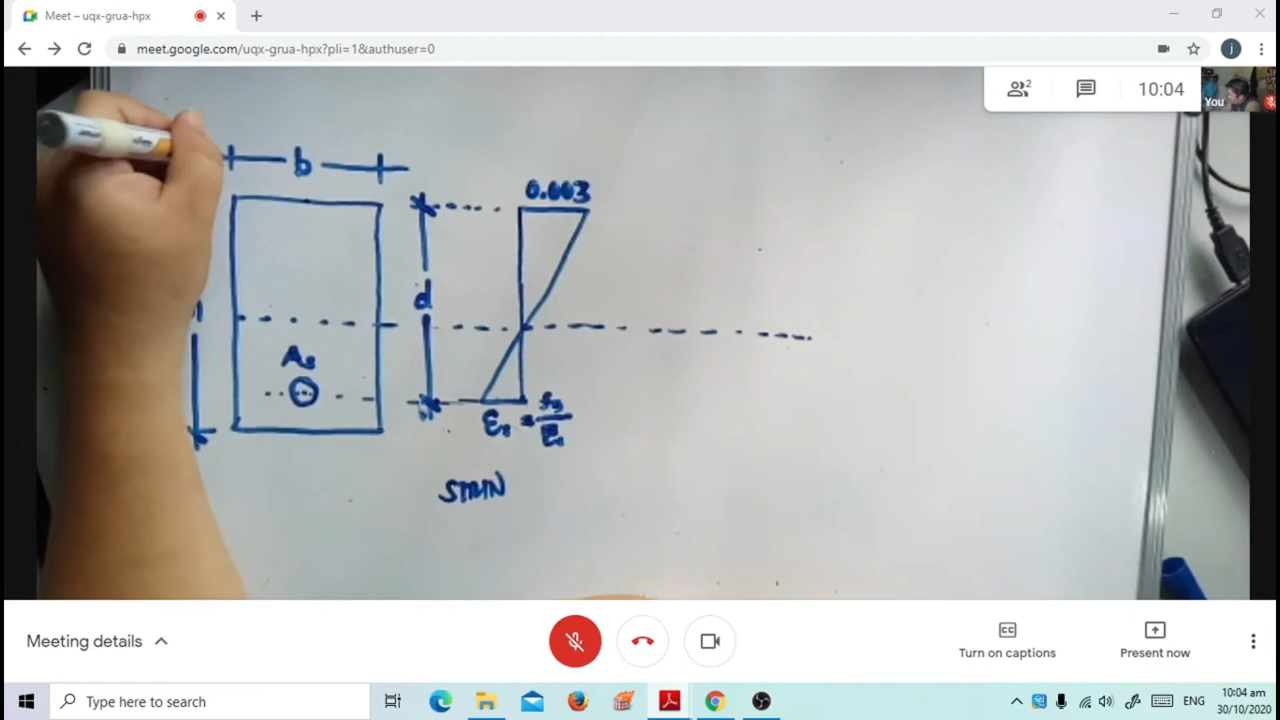 Meet – uqx-grua-hpx
meet.google.com/uqx-grua-hpx?pli=1&authuser=0
j
2
10:04
You
b
0.003
d
As
εs = fy/Es
STRAIN
Meeting details
Turn on captions
Present now
Type here to search
ENG
10:04 am
30/10/2020